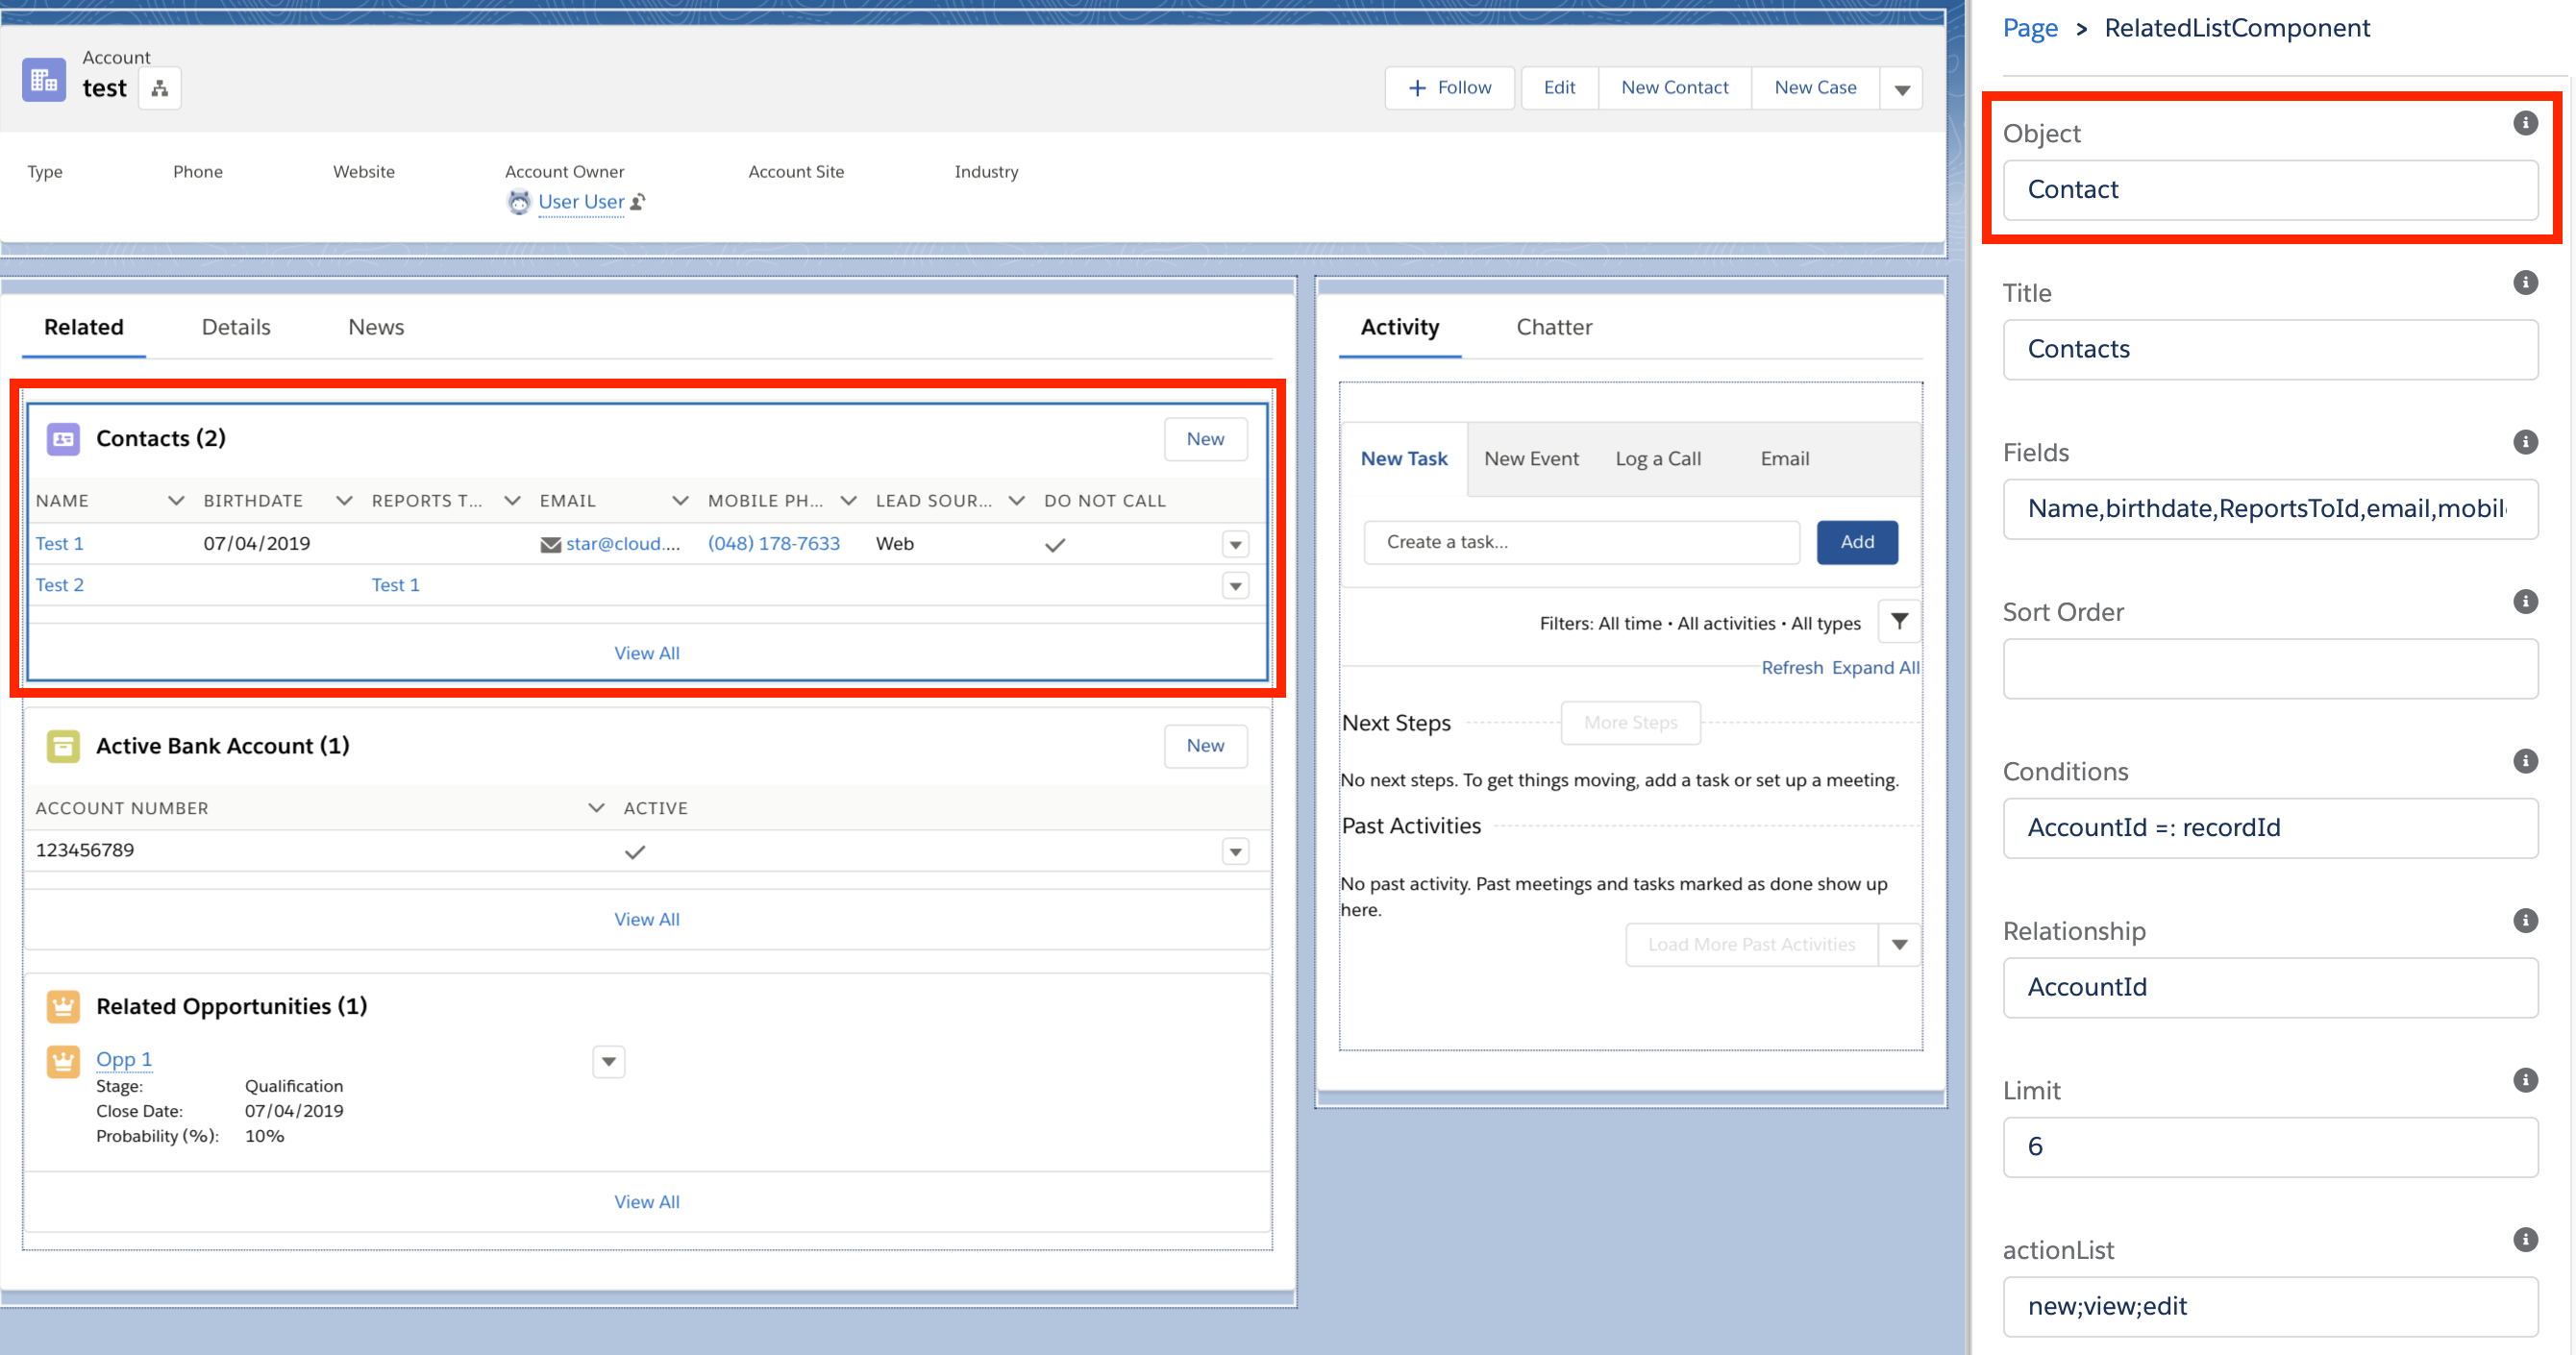 Account
test
Follow Edit New Contact New Case
Type Phone Website Account Owner Account Site Industry
User User
Related Details News
Contacts (2) New
NAME BIRTHDATE REPORTS T... EMAIL MOBILE PH... LEAD SOUR... DO NOT CALL
Test 1 07/04/2019 star@cloud.... (048) 178-7633 Web
Test 2 Test 1
View All
Active Bank Account (1) New
ACCOUNT NUMBER ACTIVE
123456789
View All
Related Opportunities (1)
Opp 1
Stage: Qualification
Close Date: 07/04/2019
Probability (%): 10%
View All
Activity Chatter
New Task New Event Log a Call Email
Create a task... Add
Filters: All time • All activities • All types
Refresh Expand All
Next Steps More Steps
No next steps. To get things moving, add a task or set up a meeting.
Past Activities
No past activity. Past meetings and tasks marked as done show up
here.
Load More Past Activities
Page > RelatedListComponent
Object
Contact
Title
Contacts
Fields
Name,birthdate,ReportsToId,email,mobil
Sort Order
Conditions
AccountId =: recordId
Relationship
AccountId
Limit
6
actionList
new;view;edit